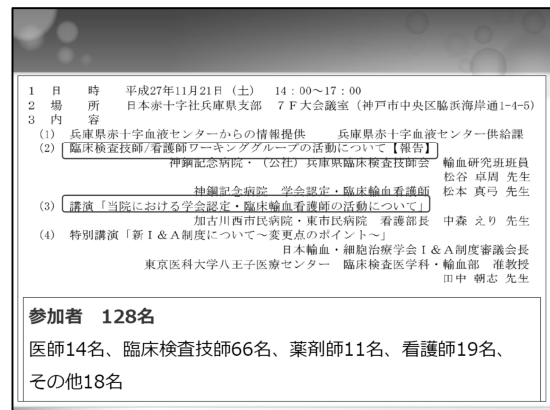 1 日 時 平成27年11月21日（土） 14：00～17：00
2 場 所 日本赤十字社兵庫県支部 7F大会議室（神戸市中央区脇浜海岸通1-4-5）
3 内 容
(1) 兵庫県赤十字血液センターからの情報提供 兵庫県赤十字血液センター供給課
(2) 臨床検査技師/看護師ワーキンググループの活動について【報告】
神鋼記念病院・（公社）兵庫県臨床検査技師会 輸血研究班班員
松谷 卓周 先生
神鋼記念病院 学会認定・臨床輸血看護師 松本 真弓 先生
(3) 講演「当院における学会認定・臨床輸血看護師の活動について」
加古川西市民病院・東市民病院 看護部長 中森 えり 先生
(4) 特別講演「新I＆A制度について～変更点のポイント～」
日本輸血・細胞治療学会I＆A制度審議会長
東京医科大学八王子医療センター 臨床検査医学科・輸血部 准教授
田中 朝志 先生
参加者 128名
医師14名、臨床検査技師66名、薬剤師11名、看護師19名、
その他18名